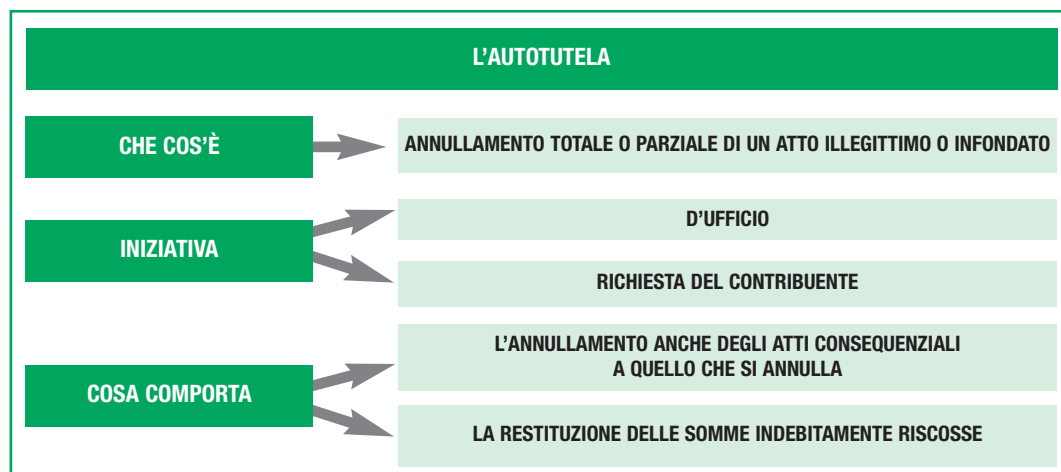 L'AUTOTUTELA
CHE COS'È
ANNULLAMENTO TOTALE O PARZIALE DI UN ATTO ILLEGITTIMO O INFONDATO
INIZIATIVA
D'UFFICIO
RICHIESTA DEL CONTRIBUENTE
COSA COMPORTA
L'ANNULLAMENTO ANCHE DEGLI ATTI CONSEQUENZIALI
A QUELLO CHE SI ANNULLA
LA RESTITUZIONE DELLE SOMME INDEBITAMENTE RISCOSSE